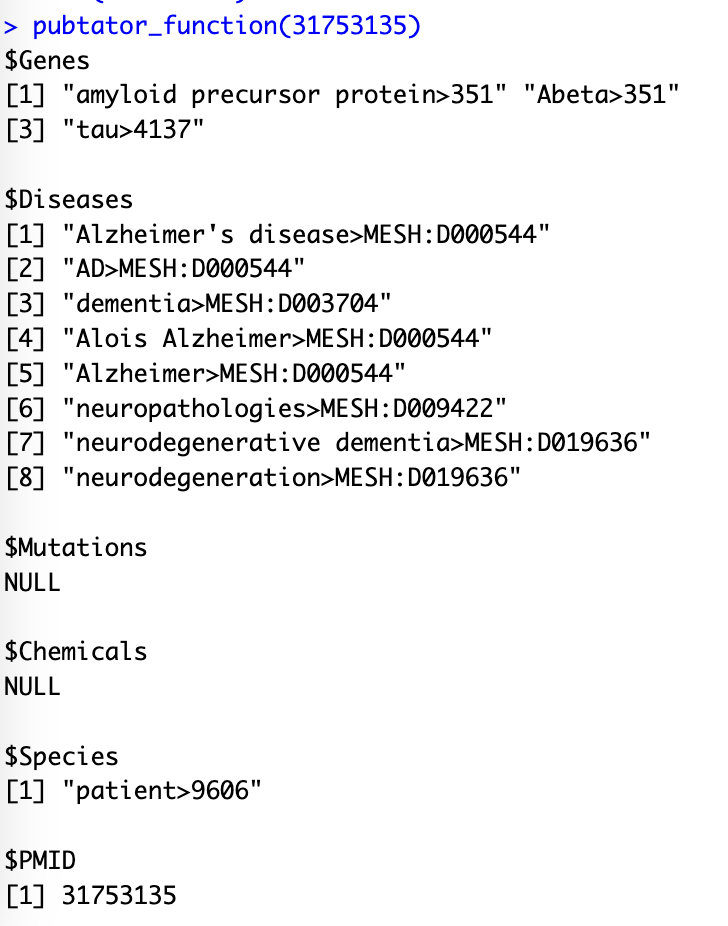 > pubtator_function(31753135)
$Genes
[1] "amyloid precursor protein>351" "Abeta>351"
[3] "tau>4137"
$Diseases
[1] "Alzheimer's disease>MESH:D000544"
[2] "AD>MESH:D000544"
[3] "dementia>MESH:D003704"
[4] "Alois Alzheimer>MESH:D000544"
[5] "Alzheimer>MESH:D000544"
[6] "neuropathologies>MESH:D009422"
[7] "neurodegenerative dementia>MESH:D019636"
[8] "neurodegeneration>MESH:D019636"
$Mutations
NULL
$Chemicals
NULL
$Species
[1] "patient>9606"
$PMID
[1] 31753135